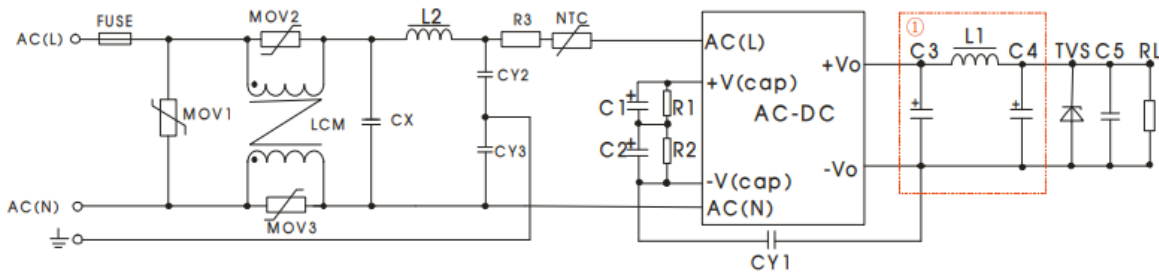 MOV2
L2
R3
NTC
FUSE
AC(L)
MOV1
LCM
CX
CY2
CY3
AC(N)
MOV3
C1
R1
C2
R2
AC(L)
+V(cap)
AC-DC
-V(cap)
AC(N)
+Vo
-Vo
CY1
①
C3
L1
C4
TVS
C5
RL